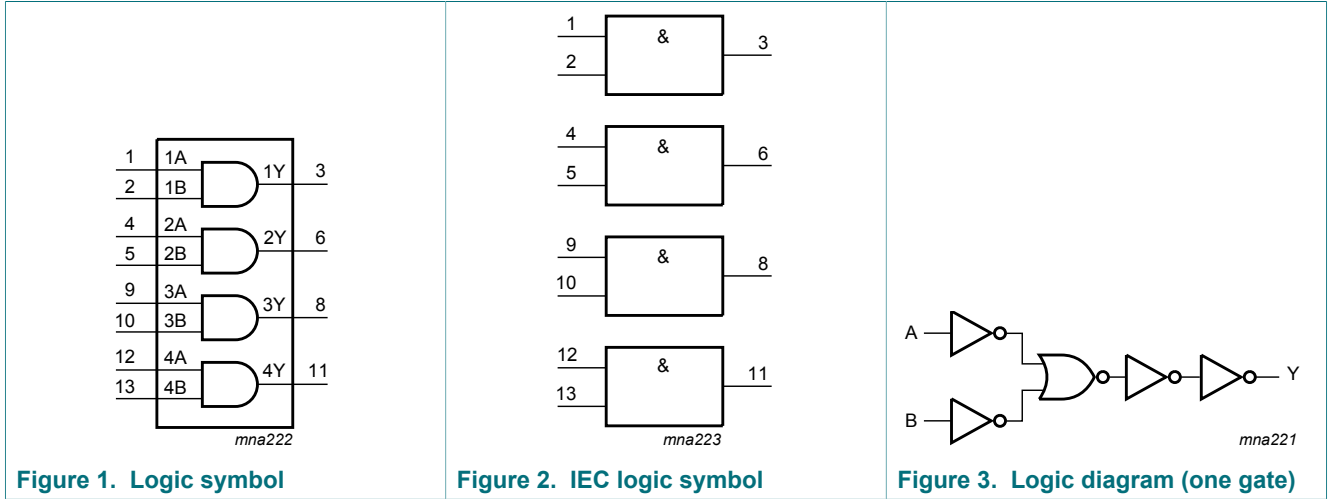 1 1A 1Y 3
2 1B
4 2A 2Y 6
5 2B
9 3A 3Y 8
10 3B
12 4A 4Y 11
13 4B
mna222
Figure 1. Logic symbol
1 & 3
2
4 & 6
5
9 & 8
10
12 & 11
13
mna223
Figure 2. IEC logic symbol
A
Y
B
mna221
Figure 3. Logic diagram (one gate)